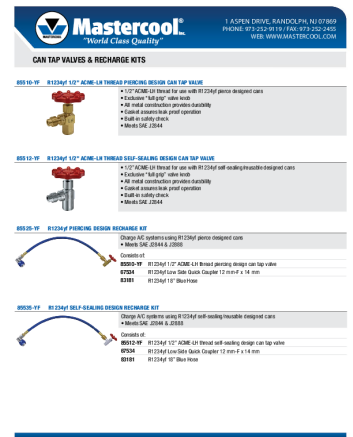 1 ASPEN DRIVE, RANDOLPH, NJ 07869
PHONE: 973-252-9119 / FAX: 973-252-2455
WEB: WWW.MASTERCOOL.COM
Mastercool
"World Class Quality"
MASTERCOOL
CAN TAP VALVES & RECHARGE KITS
85510-YF R1234yf 1/2" ACME-LH THREAD PIERCING DESIGN CAN TAP VALVE
• 1/2" ACME-LH thread for use with R1234yf pierce designed cans
• Exclusive "full grip" valve knob
• All metal construction provides durability
• Gasket assures leak proof operation
• Built-in safety check
• Meets SAE J2844
85512-YF R1234yf 1/2" ACME-LH THREAD SELF-SEALING DESIGN CAN TAP VALVE
• 1/2" ACME-LH thread for use with R1234yf self-sealing/reusable designed cans
• Exclusive "full grip" valve knob
• All metal construction provides durability
• Gasket assures leak proof operation
• Built-in safety check
• Meets SAE J2844
85525-YF R1234yf PIERCING DESIGN RECHARGE KIT
Charge A/C systems using R1234yf pierce designed cans
• Meets SAE J2844 & J2888
Consists of:
85510-YF R1234yf 1/2" ACME-LH thread piercing design can tap valve
67534 R1234yf Low Side Quick Coupler 12 mm-F x 14 mm
83181 R1234yf 18" Blue Hose
85535-YF R1234yf SELF-SEALING DESIGN RECHARGE KIT
Charge A/C systems using R1234yf self-sealing/reusable designed cans
• Meets SAE J2844 & J2888
Consists of:
85512-YF R1234yf 1/2" ACME-LH thread self-sealing design can tap valve
67534 R1234yf Low Side Quick Coupler 12 mm-F x 14 mm
83181 R1234yf 18" Blue Hose